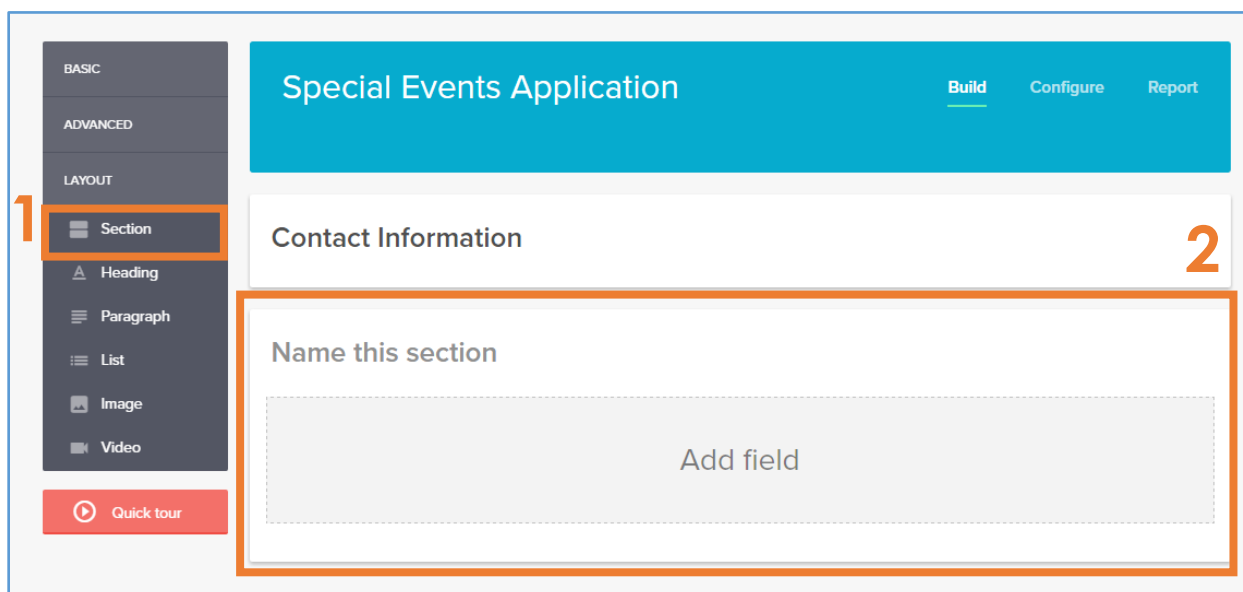 BASIC
ADVANCED
LAYOUT
1
Section
Heading
Paragraph
List
Image
Video
Quick tour
Special Events Application
Build Configure Report
Contact Information
2
Name this section
Add field